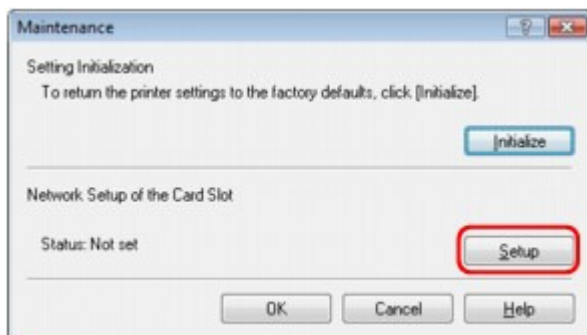 Maintenance
Setting Initialization
To return the printer settings to the factory defaults, click [Initialize].
Initialize
Network Setup of the Card Slot
Status: Not set
Setup
OK Cancel Help